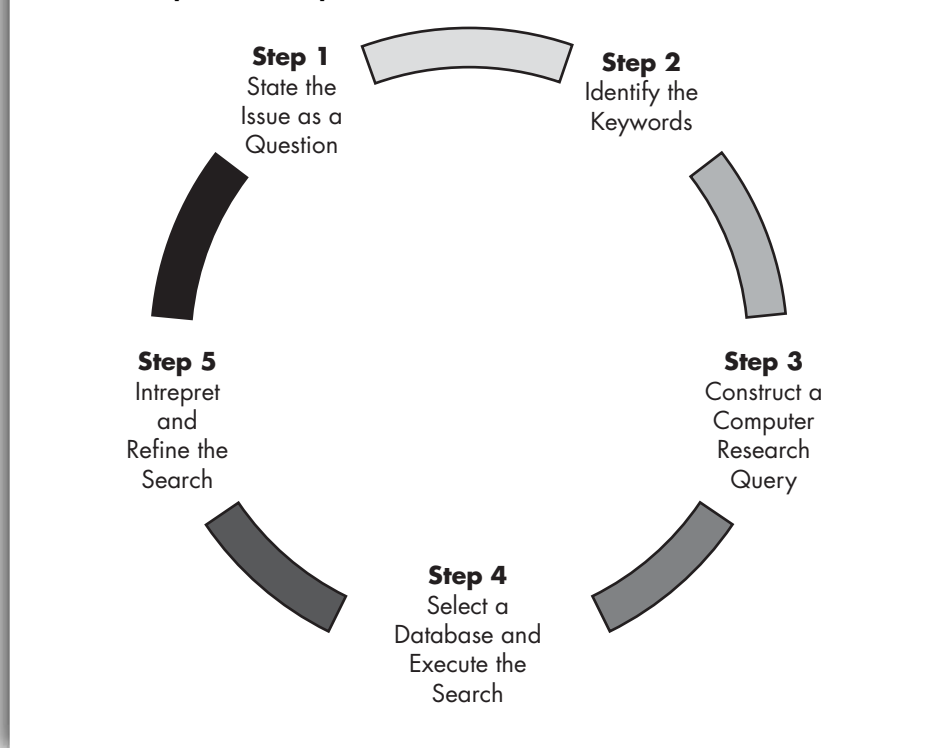 Step 1
State the
Issue as a
Question
Step 2
Identify the
Keywords
Step 3
Construct a
Computer
Research
Query
Step 4
Select a
Database and
Execute the
Search
Step 5
Intrepret
and
Refine the
Search